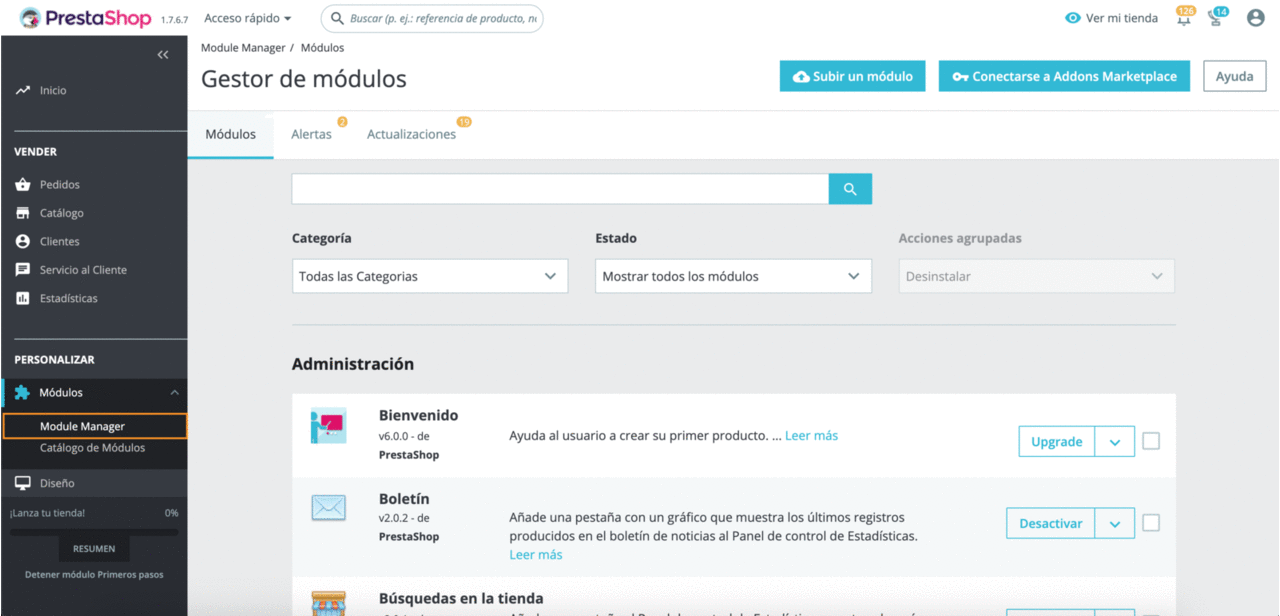 PrestaShop 1.7.6.7 Acceso rápido Buscar (p. ej.: referencia de producto, no Ver mi tienda 126 14
Module Manager / Módulos
Gestor de módulos
Subir un módulo Conectarse a Addons Marketplace Ayuda
Módulos Alertas 2 Actualizaciones 19
Inicio
VENDER
Pedidos
Catálogo
Clientes
Servicio al Cliente
Estadísticas
PERSONALIZAR
Módulos
Module Manager
Catálogo de Módulos
Diseño
¡Lanza tu tienda! 0%
RESUMEN
Detener módulo Primeros pasos
Categoría Estado Acciones agrupadas
Todas las Categorias Mostrar todos los módulos Desinstalar
Administración
Bienvenido
v6.0.0 - de
PrestaShop
Ayuda al usuario a crear su primer producto. ... Leer más
Upgrade
Boletín
v2.0.2 - de
PrestaShop
Añade una pestaña con un gráfico que muestra los últimos registros
producidos en el boletín de noticias al Panel de control de Estadísticas.
Leer más
Desactivar
Búsquedas en la tienda